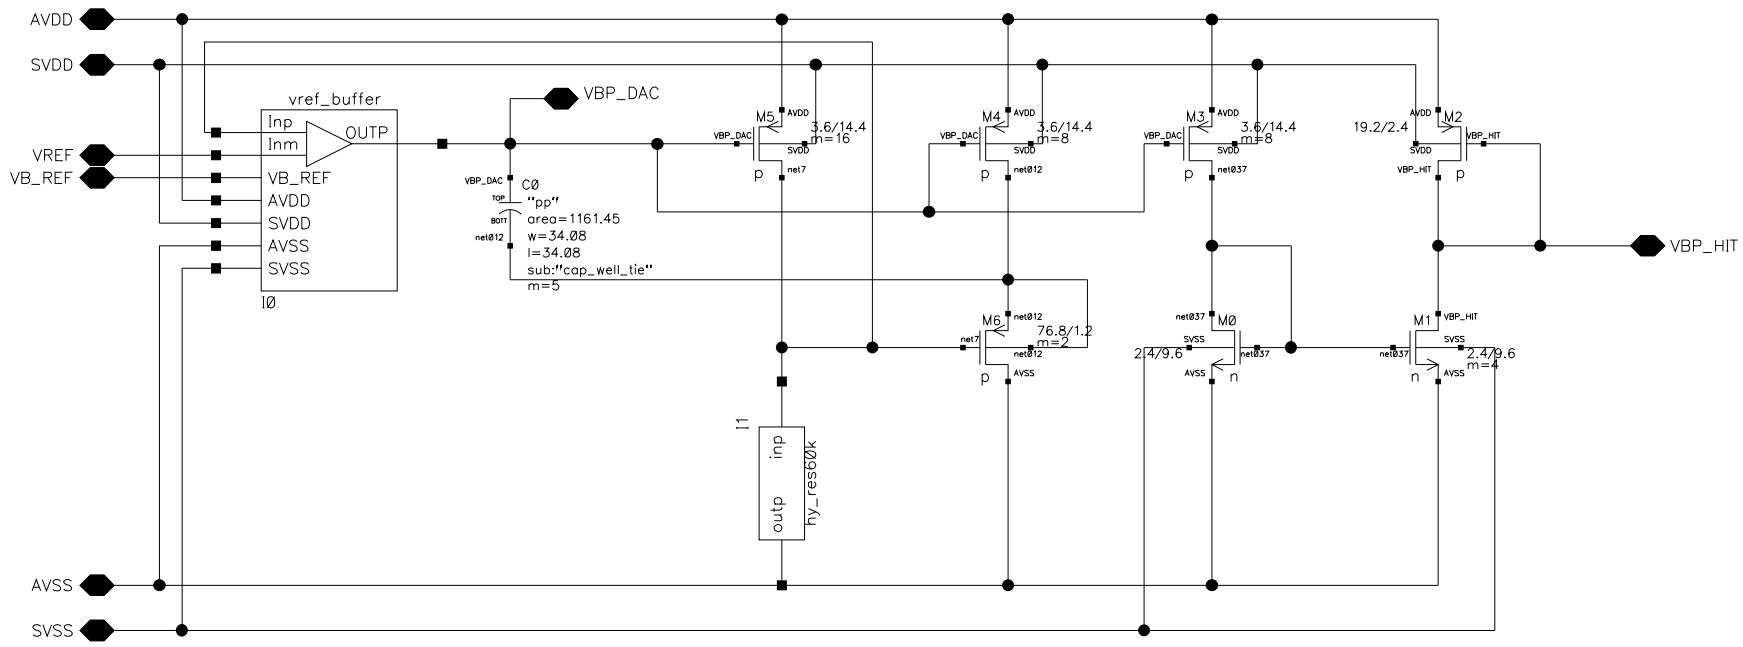 AVDD
SVDD
vref_buffer
Inp
Inm
OUTP
VREF
VB_REF
VB_REF
AVDD
SVDD
AVSS
SVSS
I0
VBP_DAC
VBP_DAC
TOP
BOTT
net012
C0
"pp"
area=1161.45
w=34.08
l=34.08
sub:"cap_well_tie"
m=5
M5
AVDD
3.6/14.4
m=16
VBP_DAC
SVDD
p
net7
M4
AVDD
3.6/14.4
m=8
VBP_DAC
SVDD
p
net012
M3
AVDD
3.6/14.4
m=8
VBP_DAC
SVDD
p
net037
AVDD
M2
19.2/2.4
VBP_HIT
SVDD
VBP_HIT
p
VBP_HIT
M6
net012
76.8/1.2
m=2
net7
net012
p
AVSS
net037
M0
SVSS
2.4/9.6
net037
AVSS
n
M1
VBP_HIT
SVSS
2.4/9.6
m=4
net037
n
AVSS
I1
inp
outp
hy_res60k
AVSS
SVSS